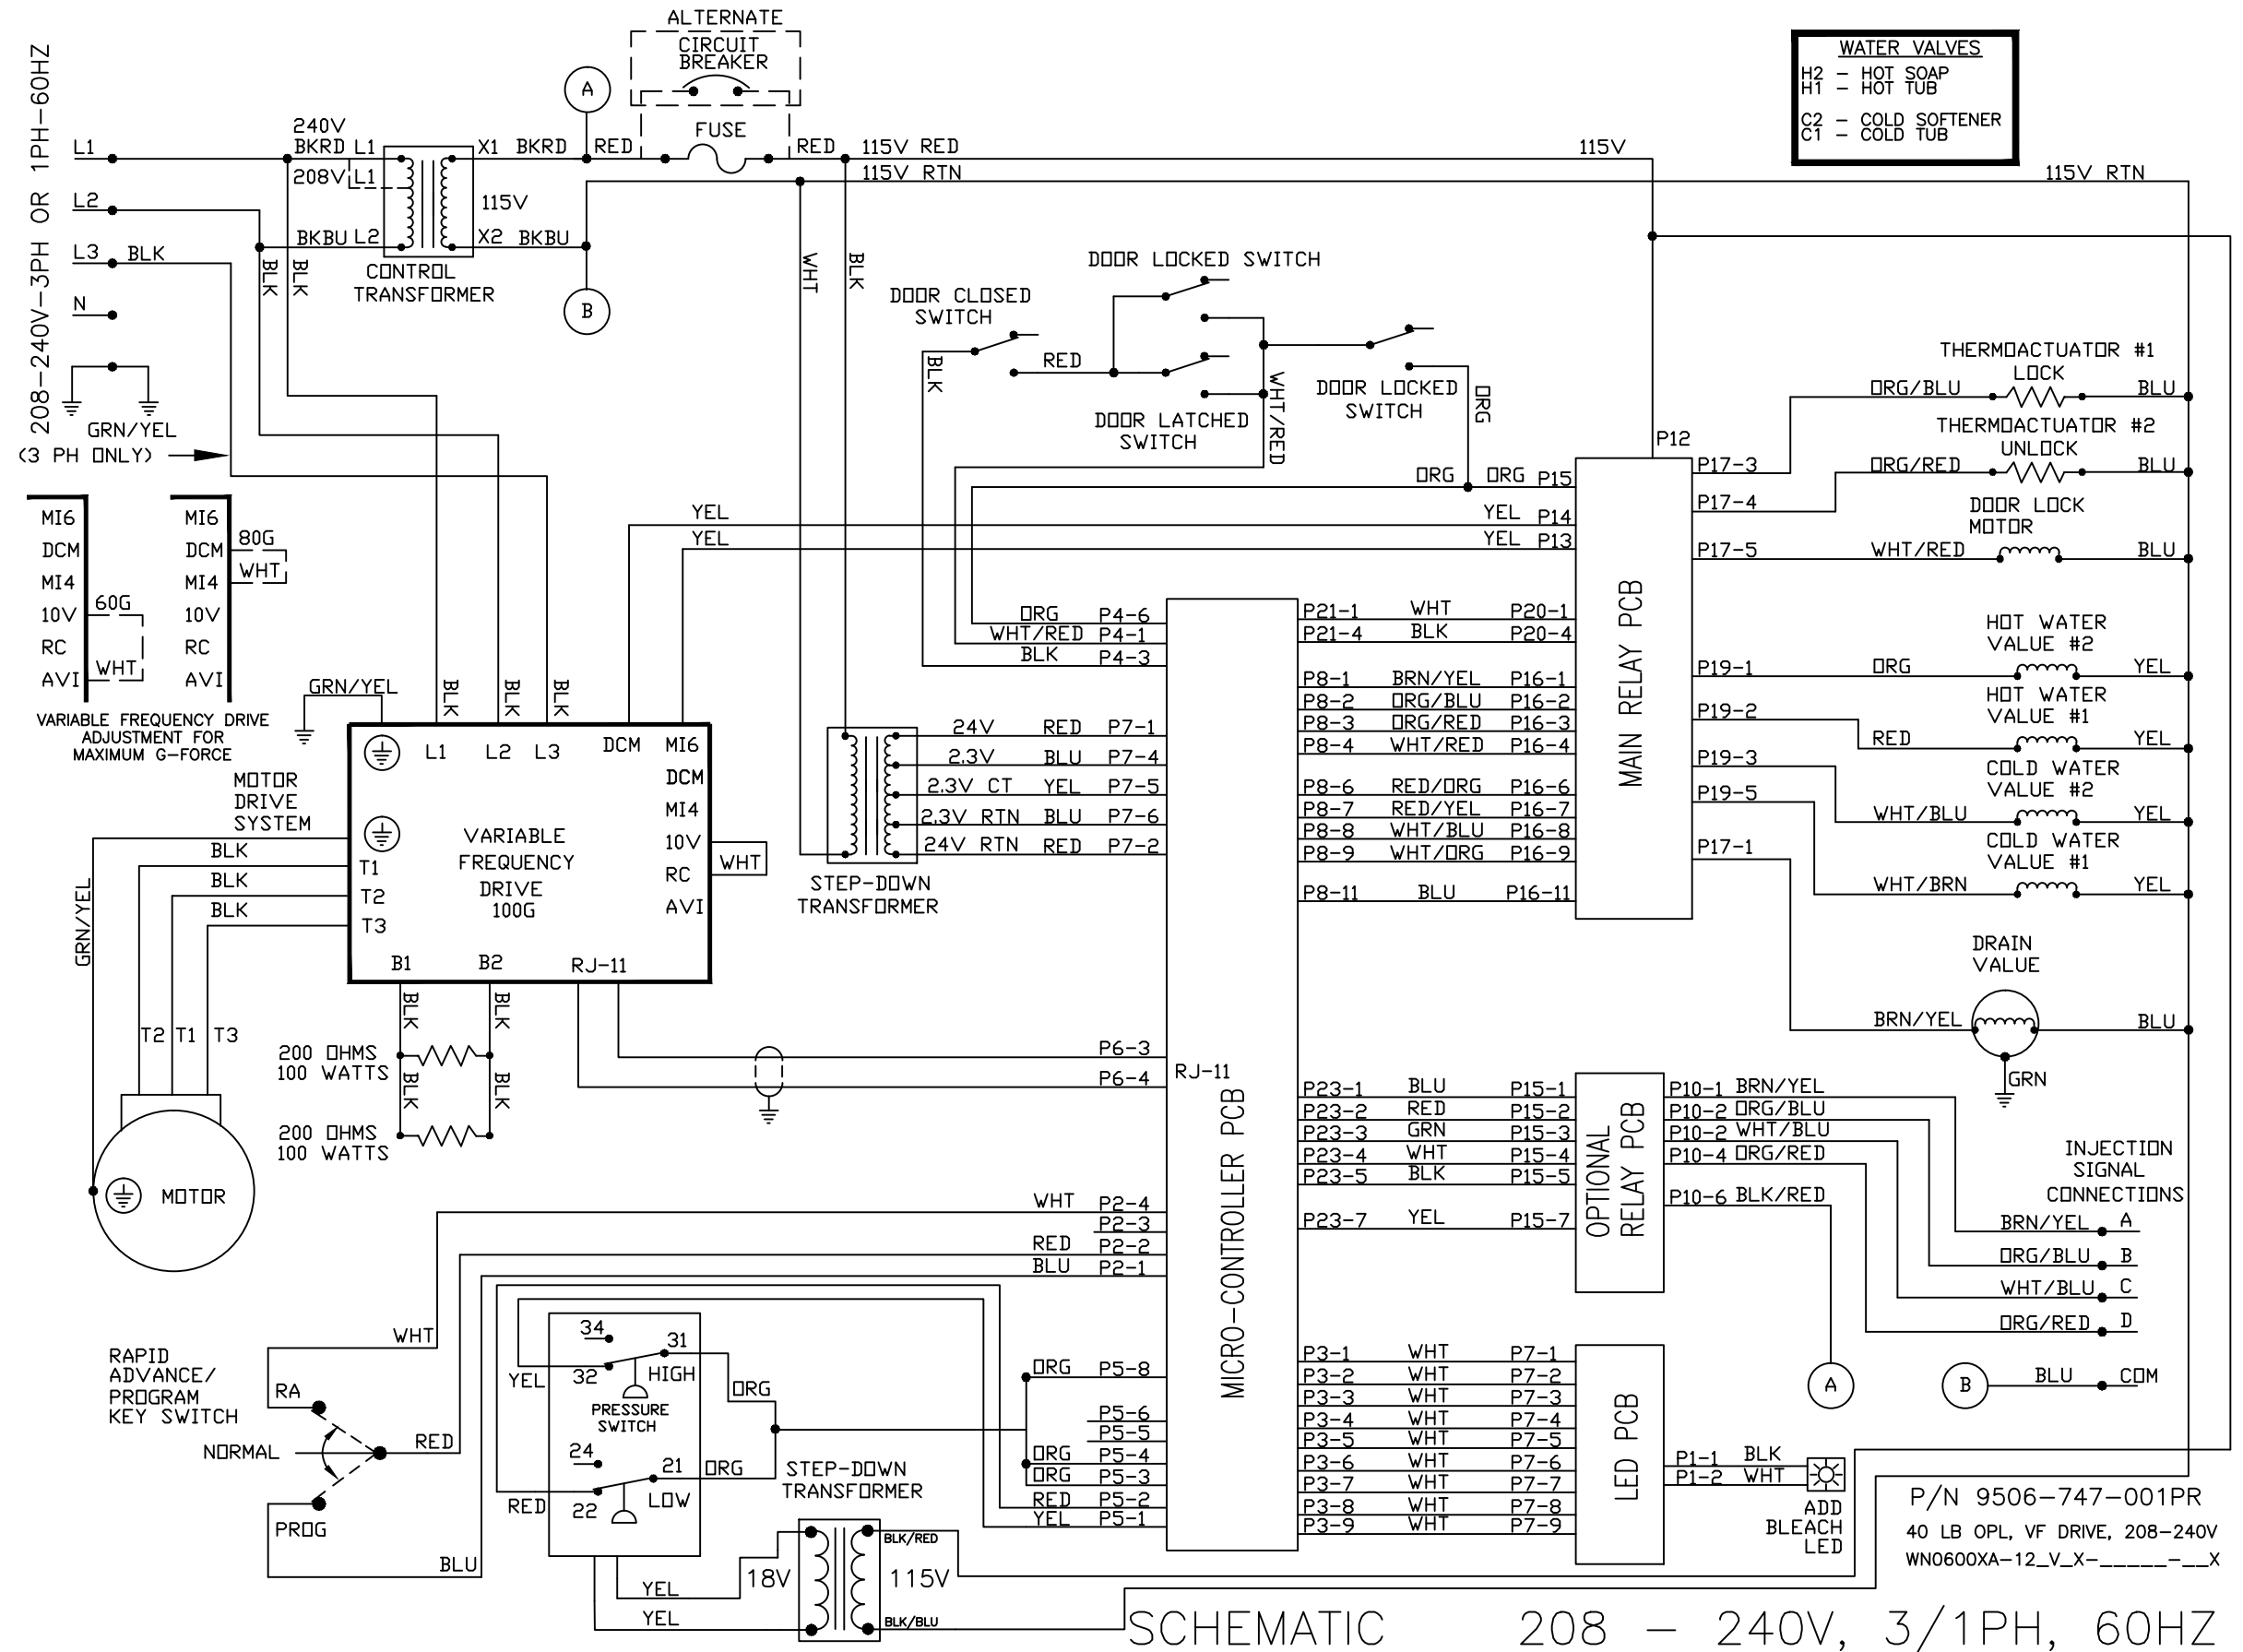 ALTERNATE
CIRCUIT
BREAKER
A
FUSE
WATER VALVES
H2 - HOT SOAP
H1 - HOT TUB
C2 - COLD SOFTENER
C1 - COLD TUB
208-240V-3PH OR 1PH-60HZ
L1
240V
BKRD L1
X1 BKRD
RED
RED
115V RED
115V
208V L1
115V RTN
115V RTN
L2
115V
BKBU L2
X2 BKBU
L3 BLK
CONTROL
TRANSFORMER
BLK
BLK
B
WHT
BLK
N
GRN/YEL
(3 PH ONLY)
DOOR LOCKED SWITCH
DOOR CLOSED
SWITCH
BLK
RED
DOOR LATCHED
SWITCH
WHT/RED
DOOR LOCKED
SWITCH
ORG
THERMOACTUATOR #1
LOCK
ORG/BLU
BLU
THERMOACTUATOR #2
UNLOCK
ORG/RED
BLU
DOOR LOCK
MOTOR
WHT/RED
BLU
P12
P17-3
P17-4
P17-5
ORG
ORG P15
YEL
YEL P14
YEL
YEL P13
MI6
DCM
MI4
10V
RC
AVI
60G
WHT
MI6
DCM
MI4
10V
RC
AVI
80G
WHT
VARIABLE FREQUENCY DRIVE
ADJUSTMENT FOR
MAXIMUM G-FORCE
MOTOR
DRIVE
SYSTEM
GRN/YEL
BLK
BLK
BLK
L1
L2
L3
DCM
MI6
DCM
MI4
10V
RC
AVI
WHT
VARIABLE
FREQUENCY
DRIVE
100G
BLK
T1
BLK
T2
BLK
T3
GRN/YEL
B1
B2
RJ-11
BLK
BLK
200 OHMS
100 WATTS
BLK
BLK
200 OHMS
100 WATTS
T2
T1
T3
MOTOR
ORG P4-6
WHT/RED P4-1
BLK P4-3
24V RED P7-1
2.3V BLU P7-4
2.3V CT YEL P7-5
2.3V RTN BLU P7-6
24V RTN RED P7-2
STEP-DOWN
TRANSFORMER
P6-3
P6-4
RJ-11
MICRO-CONTROLLER PCB
P21-1 WHT P20-1
P21-4 BLK P20-4
P8-1 BRN/YEL P16-1
P8-2 ORG/BLU P16-2
P8-3 ORG/RED P16-3
P8-4 WHT/RED P16-4
P8-6 RED/ORG P16-6
P8-7 RED/YEL P16-7
P8-8 WHT/BLU P16-8
P8-9 WHT/ORG P16-9
P8-11 BLU P16-11
MAIN RELAY PCB
P19-1
P19-2
P19-3
P19-5
P17-1
HOT WATER
VALUE #2
ORG
YEL
HOT WATER
VALUE #1
RED
YEL
COLD WATER
VALUE #2
WHT/BLU
YEL
COLD WATER
VALUE #1
WHT/BRN
YEL
DRAIN
VALUE
BRN/YEL
BLU
GRN
P23-1 BLU P15-1
P23-2 RED P15-2
P23-3 GRN P15-3
P23-4 WHT P15-4
P23-5 BLK P15-5
P23-7 YEL P15-7
OPTIONAL
RELAY PCB
P10-1 BRN/YEL
P10-2 ORG/BLU
P10-2 WHT/BLU
P10-4 ORG/RED
P10-6 BLK/RED
INJECTION
SIGNAL
CONNECTIONS
BRN/YEL A
ORG/BLU B
WHT/BLU C
ORG/RED D
A
B
BLU
COM
WHT P2-4
P2-3
RED P2-2
BLU P2-1
RAPID
ADVANCE/
PROGRAM
KEY SWITCH
WHT
RA
NORMAL
RED
PROG
BLU
34
31
32
HIGH
YEL
ORG
PRESSURE
SWITCH
24
21
ORG
22
LOW
RED
ORG P5-8
P5-6
P5-5
ORG P5-4
ORG P5-3
RED P5-2
YEL P5-1
STEP-DOWN
TRANSFORMER
BLK/RED
18V
115V
BLK/BLU
YEL
YEL
P3-1 WHT P7-1
P3-2 WHT P7-2
P3-3 WHT P7-3
P3-4 WHT P7-4
P3-5 WHT P7-5
P3-6 WHT P7-6
P3-7 WHT P7-7
P3-8 WHT P7-8
P3-9 WHT P7-9
LED PCB
P1-1 BLK
P1-2 WHT
ADD
BLEACH
LED
P/N 9506-747-001PR
40 LB OPL, VF DRIVE, 208-240V
WN0600XA-12_V_X-_____-__X
SCHEMATIC 208 - 240V, 3/1PH, 60HZ